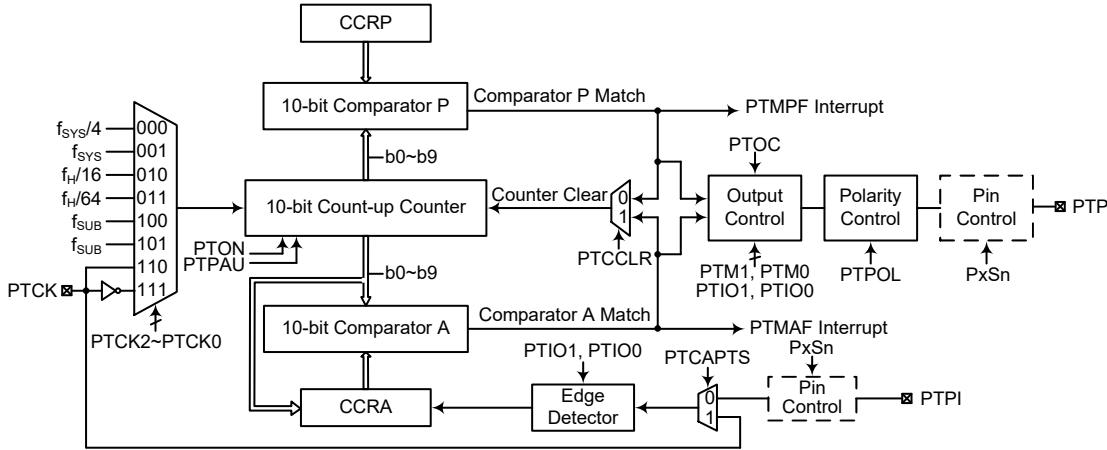 CCRP
10-bit Comparator P
Comparator P Match
PTMPF Interrupt
fSYS/4
000
fSYS
001
fH/16
010
fH/64
011
fSUB
100
fSUB
101
110
111
PTCK
PTCK2~PTCK0
b0~b9
10-bit Count-up Counter
Counter Clear
0
1
PTCCLR
PTON
PTPAU
PTOC
Output
Control
PTM1, PTM0
PTIO1, PTIO0
Polarity
Control
PTPOL
Pin
Control
PxSn
PTP
b0~b9
10-bit Comparator A
Comparator A Match
PTMAF Interrupt
CCRA
PTIO1, PTIO0
Edge
Detector
PTCAPTS
0
1
PxSn
Pin
Control
PTPI